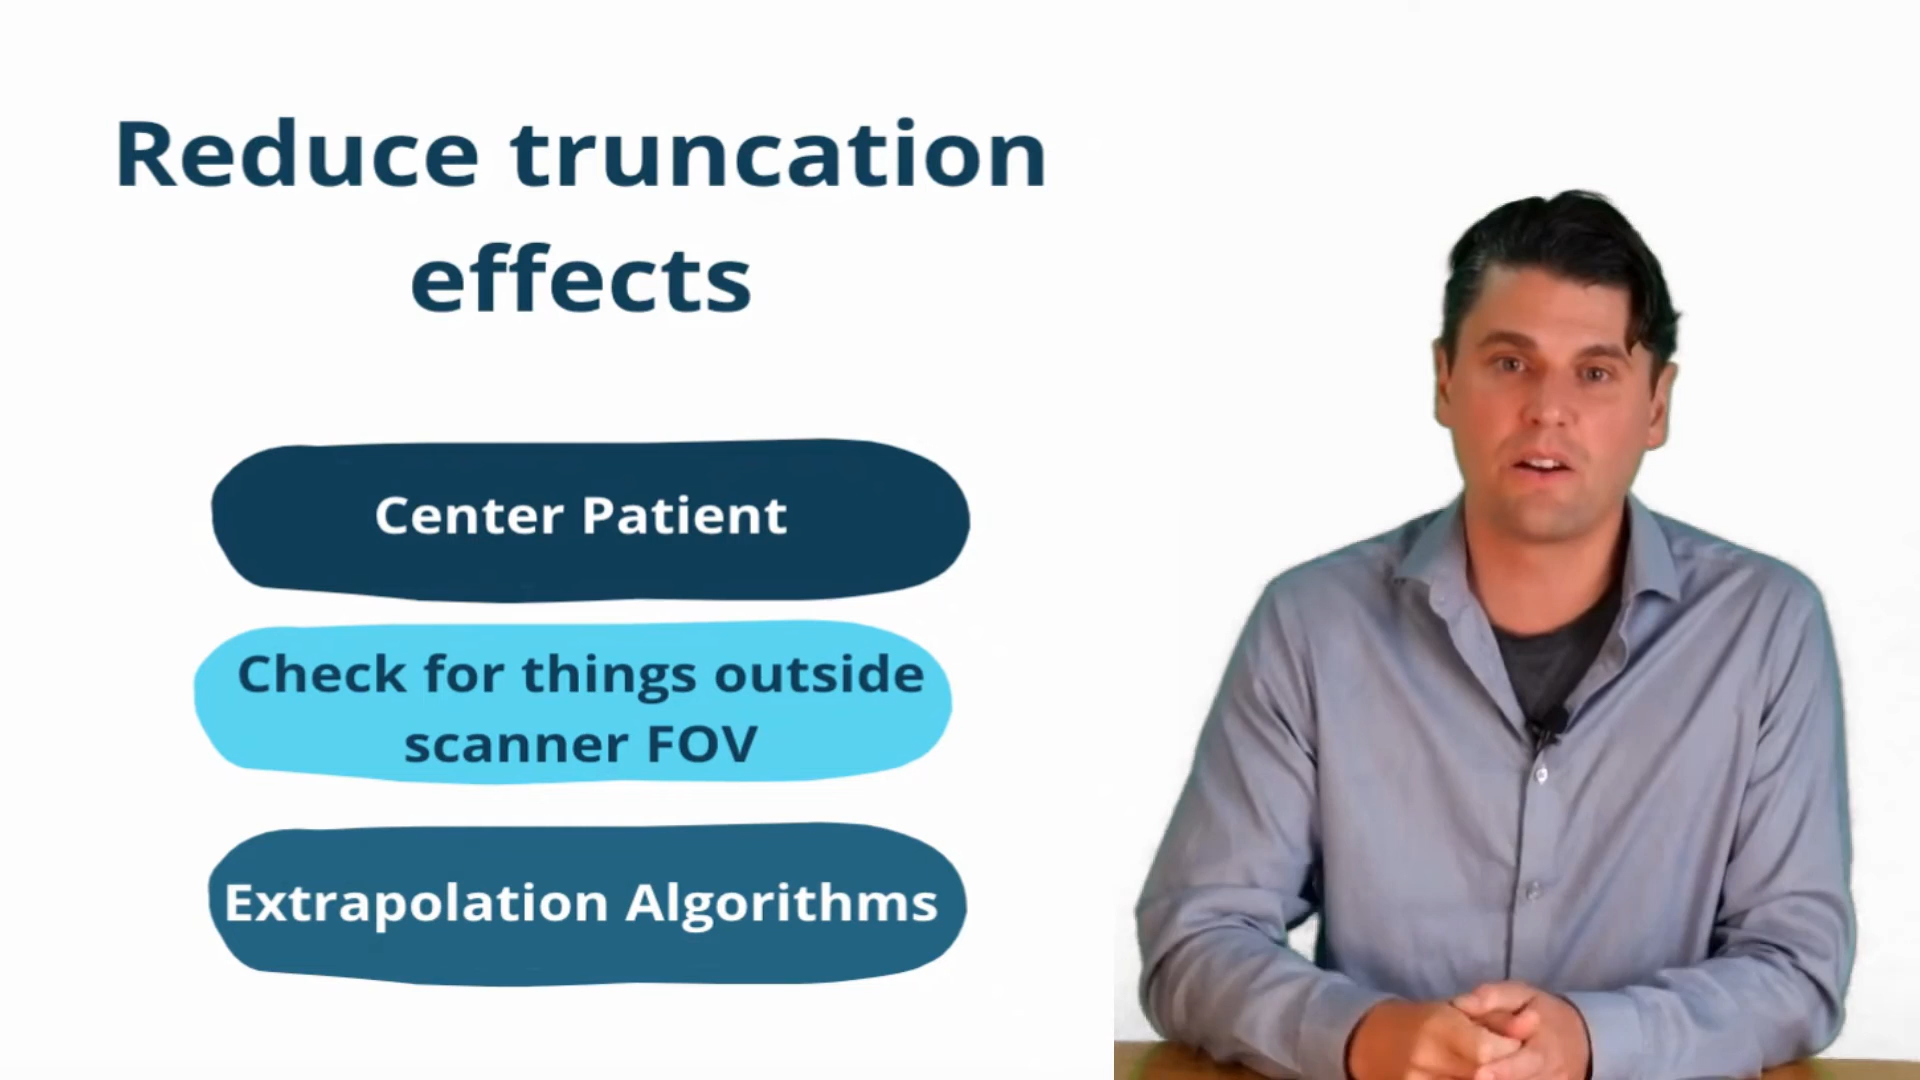 Reduce truncation
effects
Center Patient
Check for things outside
scanner FOV
Extrapolation Algorithms